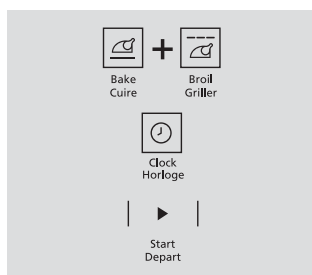 +
Bake Broil
Cuire Griller
Clock
Horloge
Start
Depart